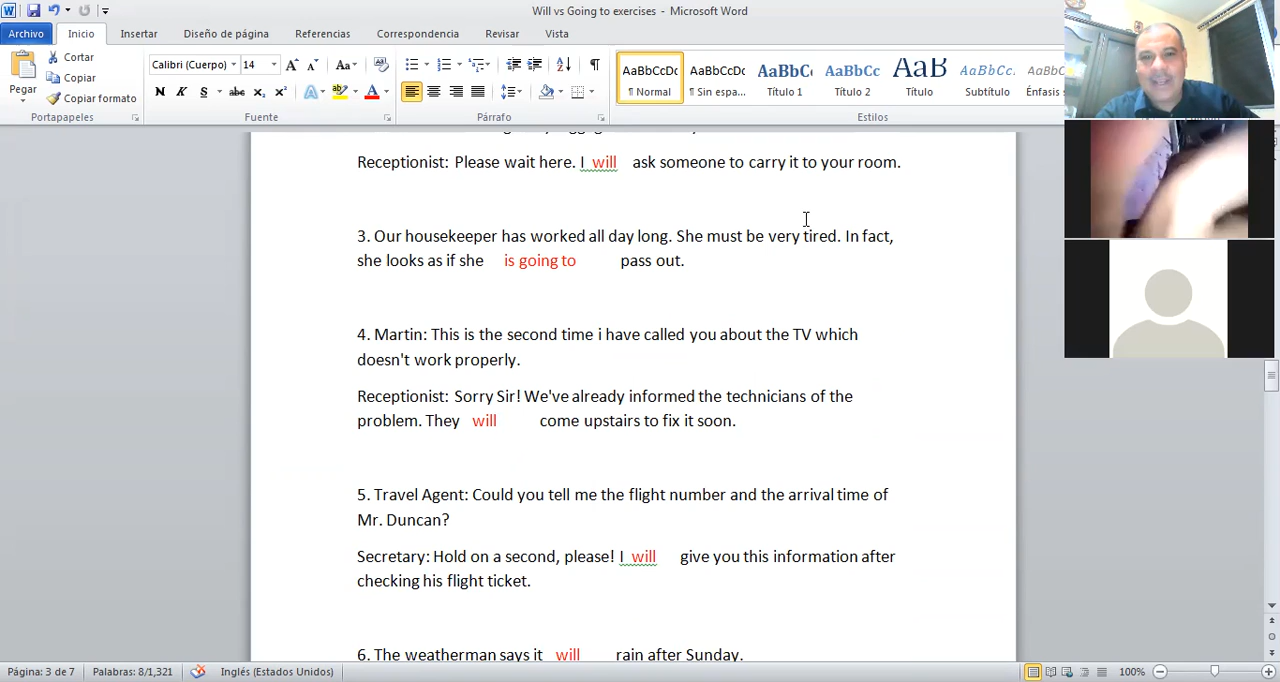 Will vs Going to exercises - Microsoft Word
Archivo Inicio Insertar Diseño de página Referencias Correspondencia Revisar Vista
Pegar
Cortar
Copiar
Copiar formato
Portapapeles
Calibri (Cuerpo) 14
N K S abc x₂ x² A A
Fuente
Párrafo
AaBbCcDc
¶ Normal
AaBbCcDc
¶ Sin espa...
AaBbC
Título 1
AaBbCc
Título 2
AaB
Título
AaBbCc.
Subtítulo
Énfasis
Estilos
Receptionist: Please wait here. I will ask someone to carry it to your room.
3. Our housekeeper has worked all day long. She must be very tired. In fact,
she looks as if she is going to pass out.
4. Martin: This is the second time i have called you about the TV which
doesn't work properly.
Receptionist: Sorry Sir! We've already informed the technicians of the
problem. They will come upstairs to fix it soon.
5. Travel Agent: Could you tell me the flight number and the arrival time of
Mr. Duncan?
Secretary: Hold on a second, please! I will give you this information after
checking his flight ticket.
6. The weatherman says it will rain after Sunday.
Página: 3 de 7 Palabras: 8/1,321 Inglés (Estados Unidos) 100%